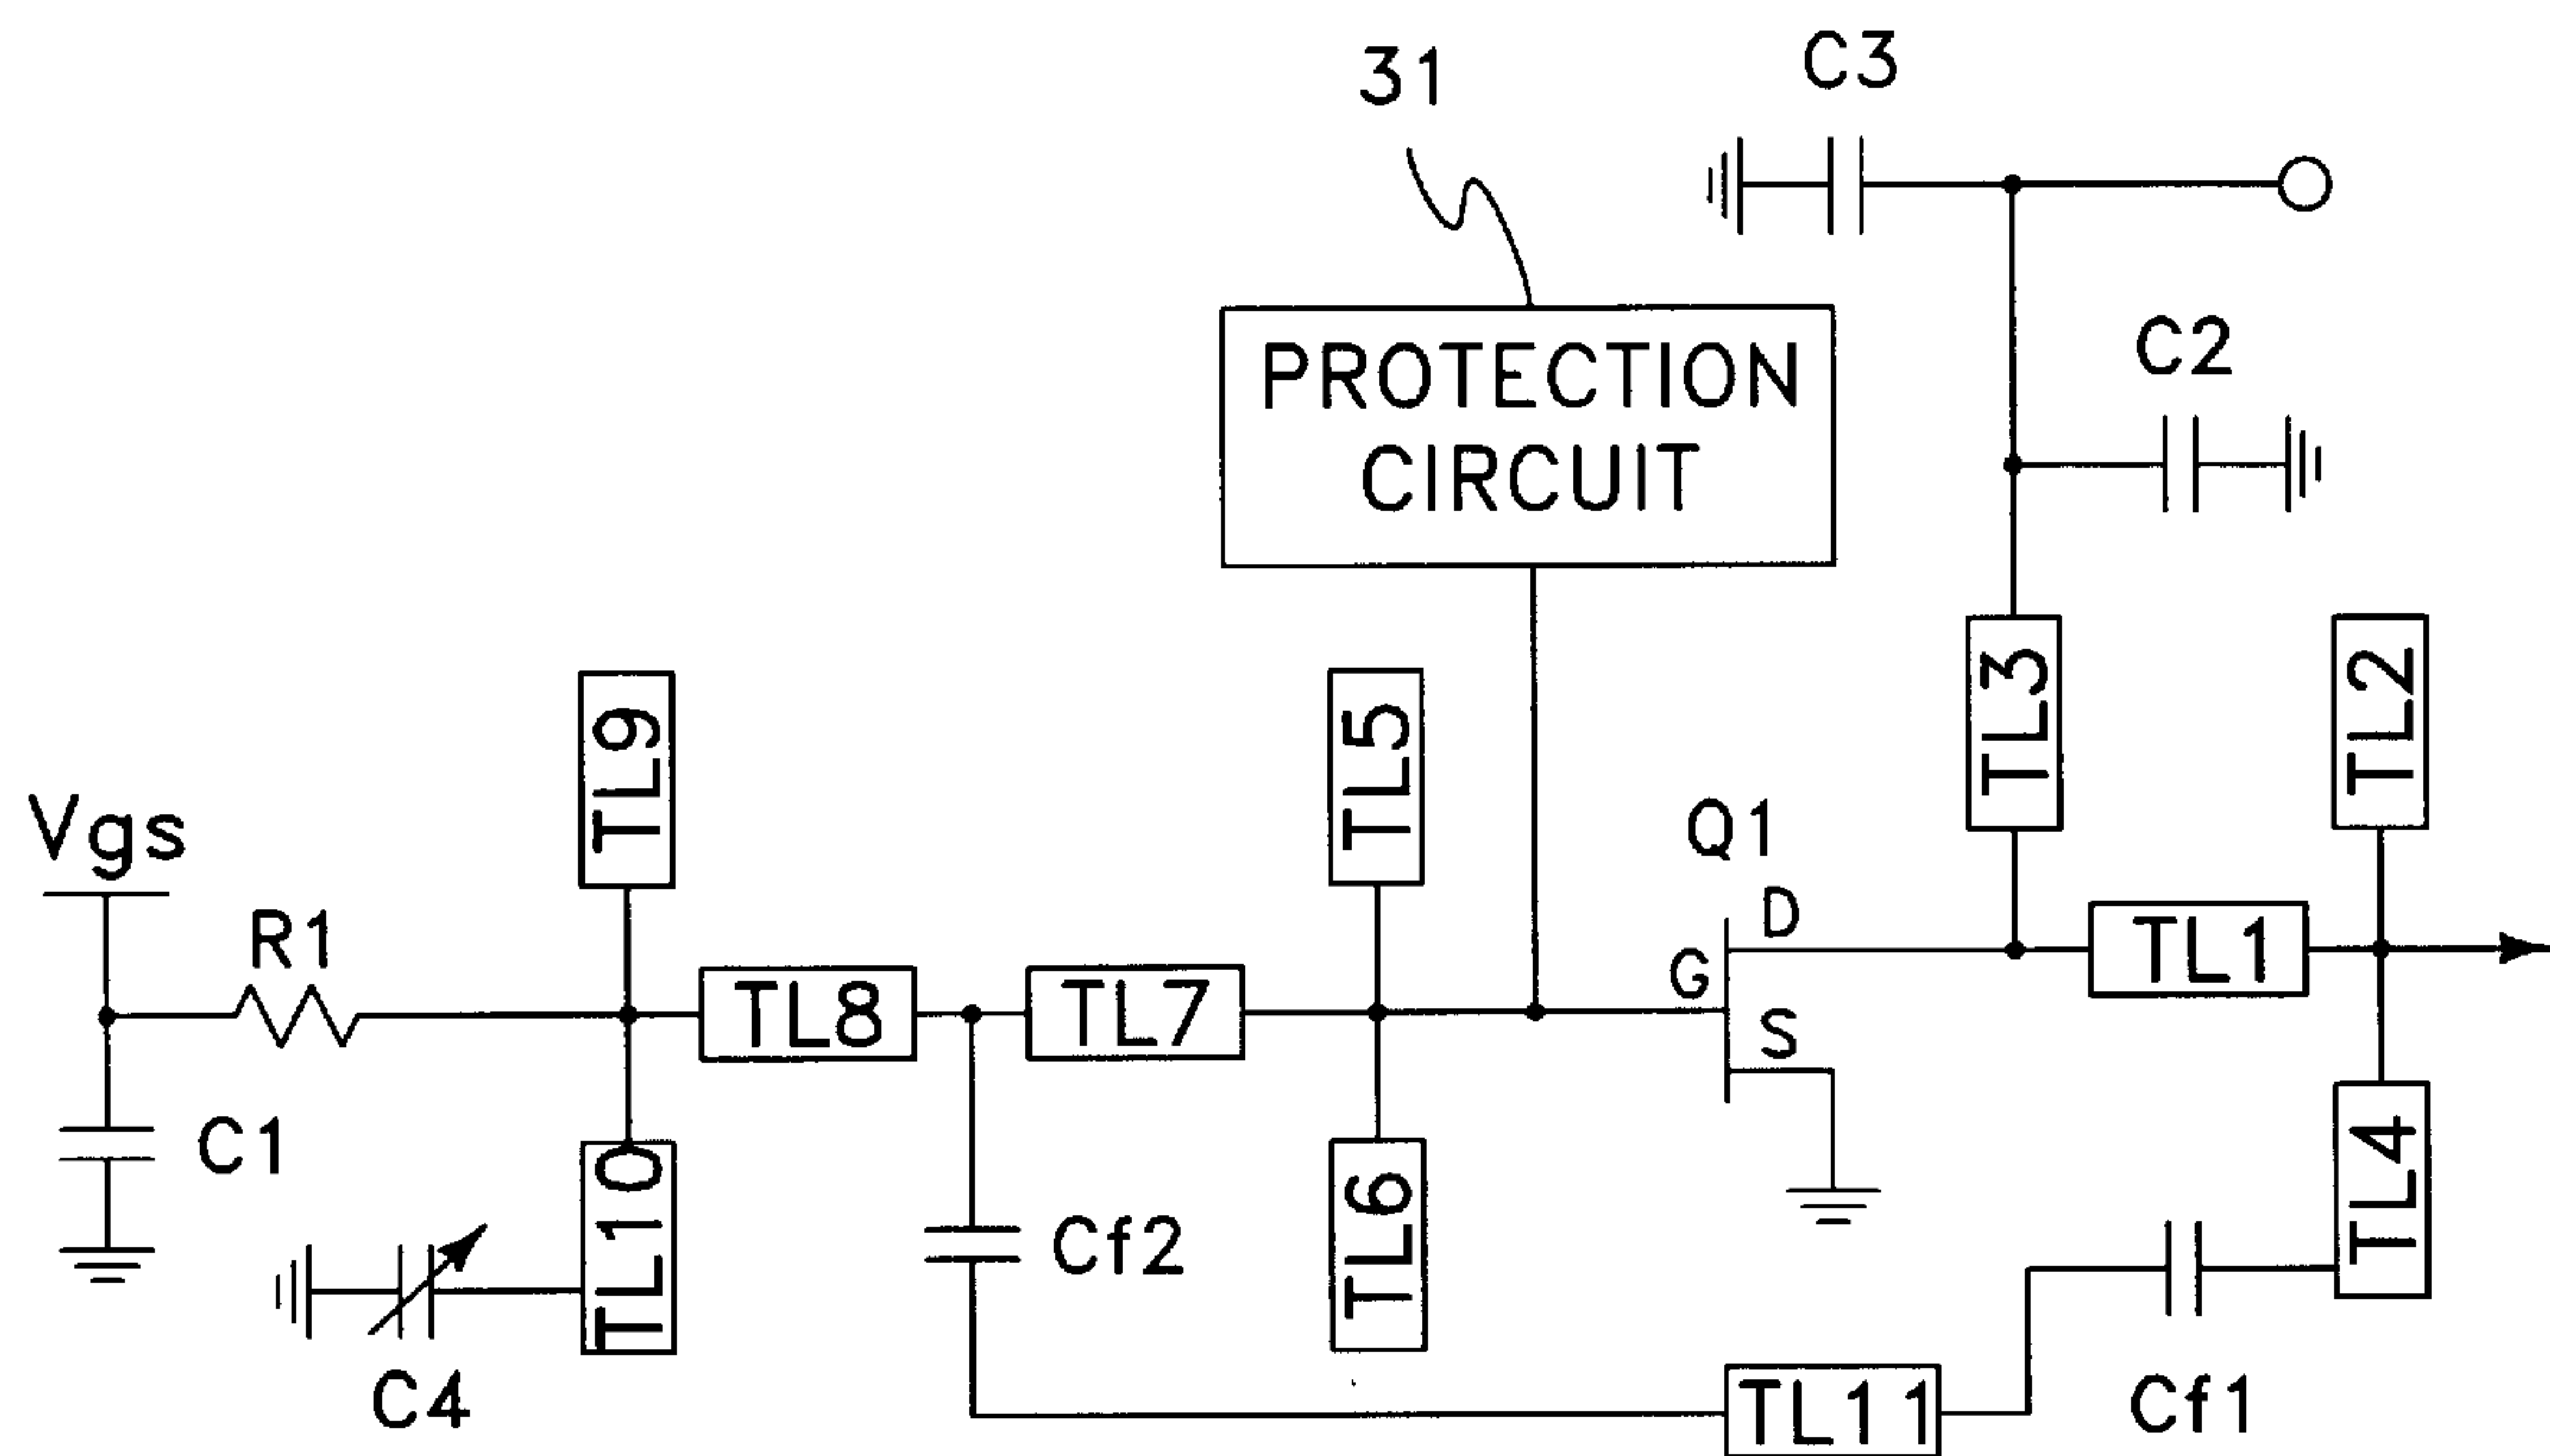 31
C3
PROTECTION
CIRCUIT
C2
TL9
TL5
TL3
TL2
Vgs
R1
Q1
D
G
S
TL8
TL7
TL1
C1
TL10
Cf2
TL6
TL4
C4
TL11
Cf1